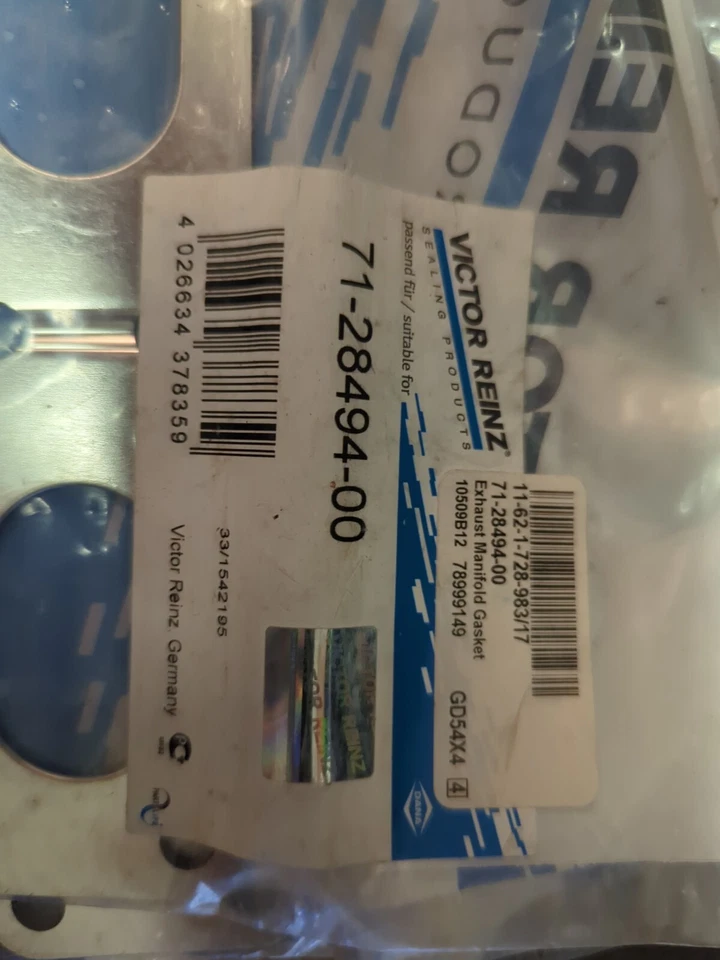 VICTOR REINZ®
SEALING PRODUCTS
passend für / suitable for
71-28494-00
4 026634 378359
33/1542195
Victor Reinz, Germany
DANA
11-62-1-728-983/17
71-28494-00
Exhaust Manifold Gasket
10509B12 78999149
GD54X4 4